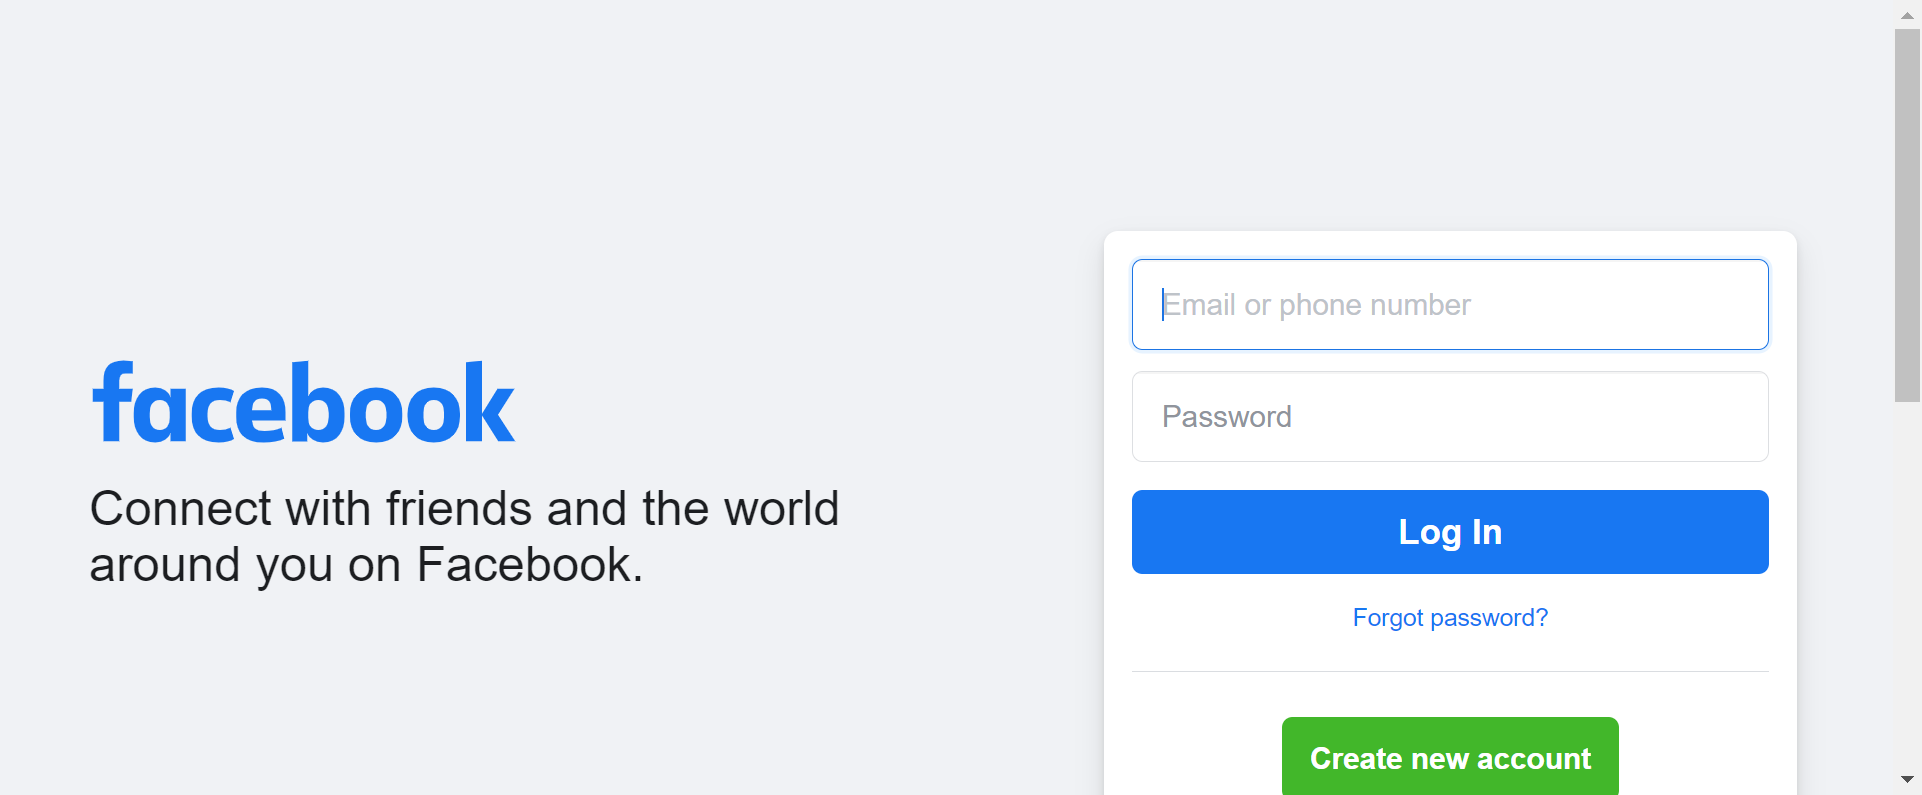 facebook
Connect with friends and the world
around you on Facebook.
Email or phone number
Password
Log In
Forgot password?
Create new account